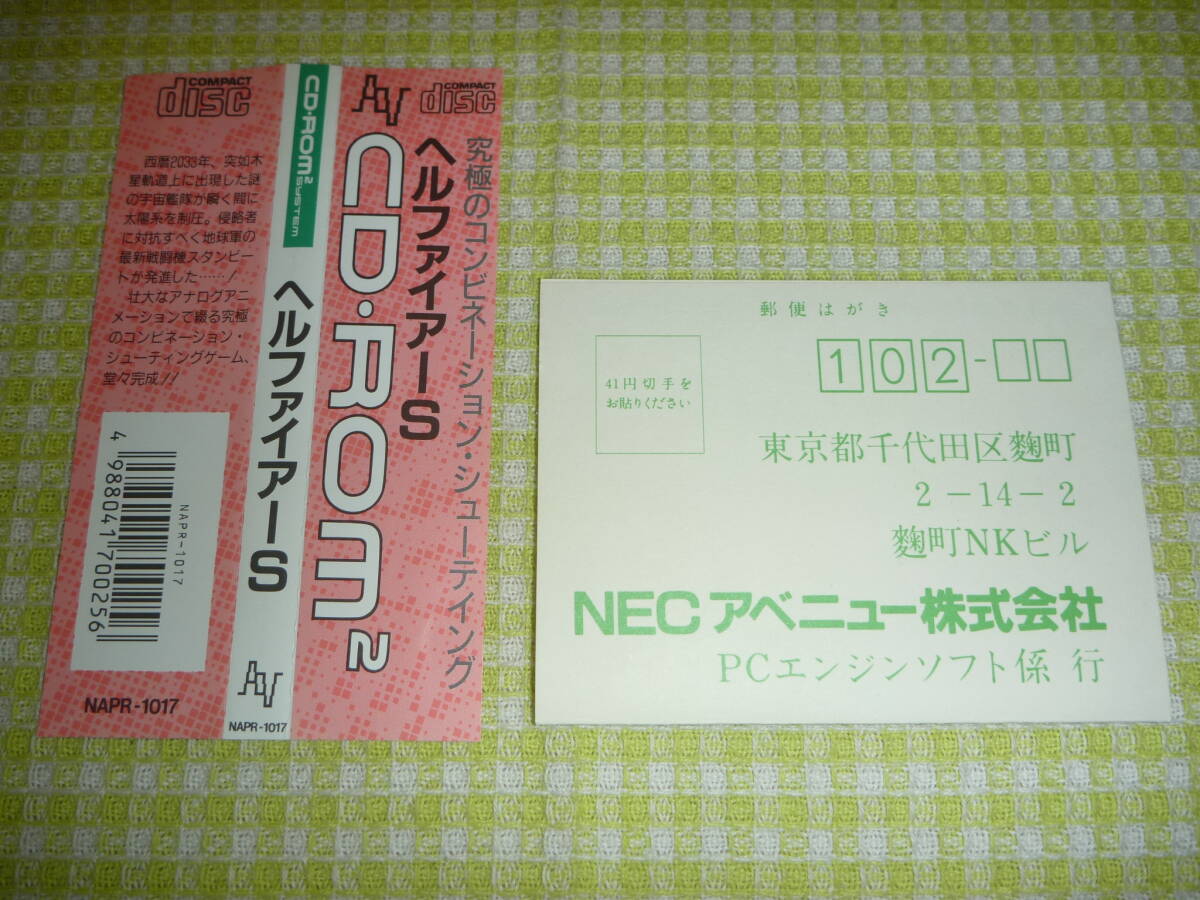 COMPACT
disc
西暦2033年、突如木
星軌道上に出現した謎
の宇宙艦隊が瞬く間に
太陽系を制圧。侵略者
に対抗すべく地球軍の
最新戦闘機スタンビー
トが発進した……!
壮大なアナログアニ
メーションで綴る究極
のコンビネーション・
シューティングゲーム、
堂々完成!!
NAPR-1017
4 988041 700256
NAPR-1017
CD・ROM2
SYSTEM
ヘルファイアーS
AV
NAPR-1017
AV
COMPACT
disc
CD・ROM2
ヘルファイアーS
究極のコンビネーション・シューティング
郵便はがき
41円切手を
お貼りください
102-
東京都千代田区麴町
2-14-2
麴町NKビル
NECアベニュー株式会社
PCエンジンソフト係 行